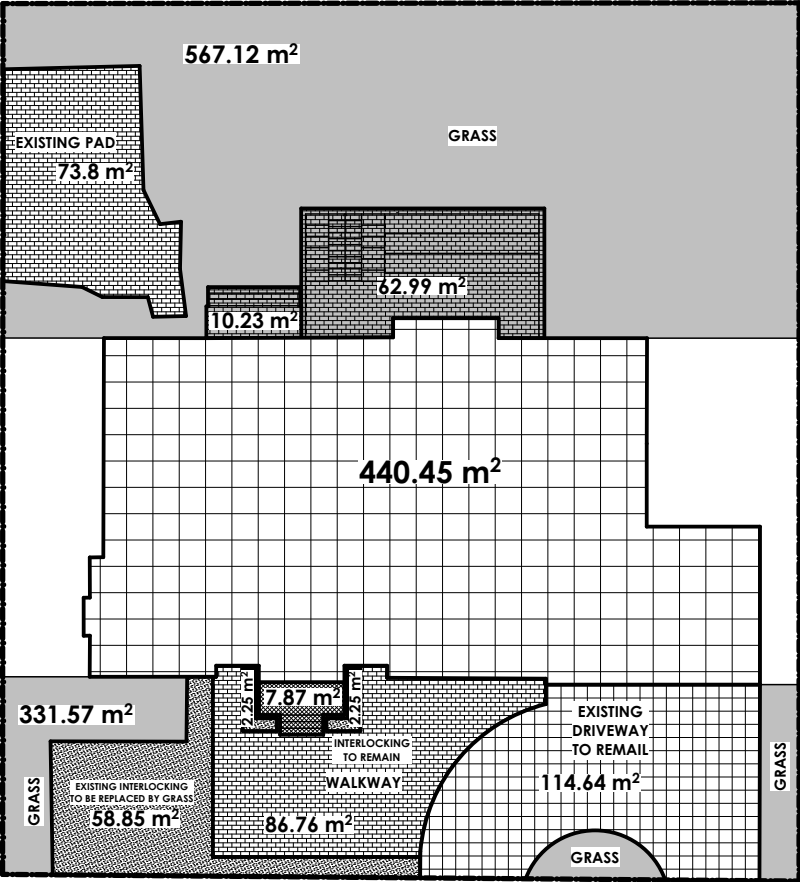 567.12 m²
GRASS
EXISTING PAD
73.8 m²
62.99 m²
10.23 m²
440.45 m²
331.57 m²
GRASS
2.25 m²
7.87 m²
2.25 m²
INTERLOCKING
TO REMAIN
WALKWAY
86.76 m²
EXISTING INTERLOCKING
TO BE REPLACED BY GRASS
58.85 m²
EXISTING
DRIVEWAY
TO REMAIL
114.64 m²
GRASS
GRASS